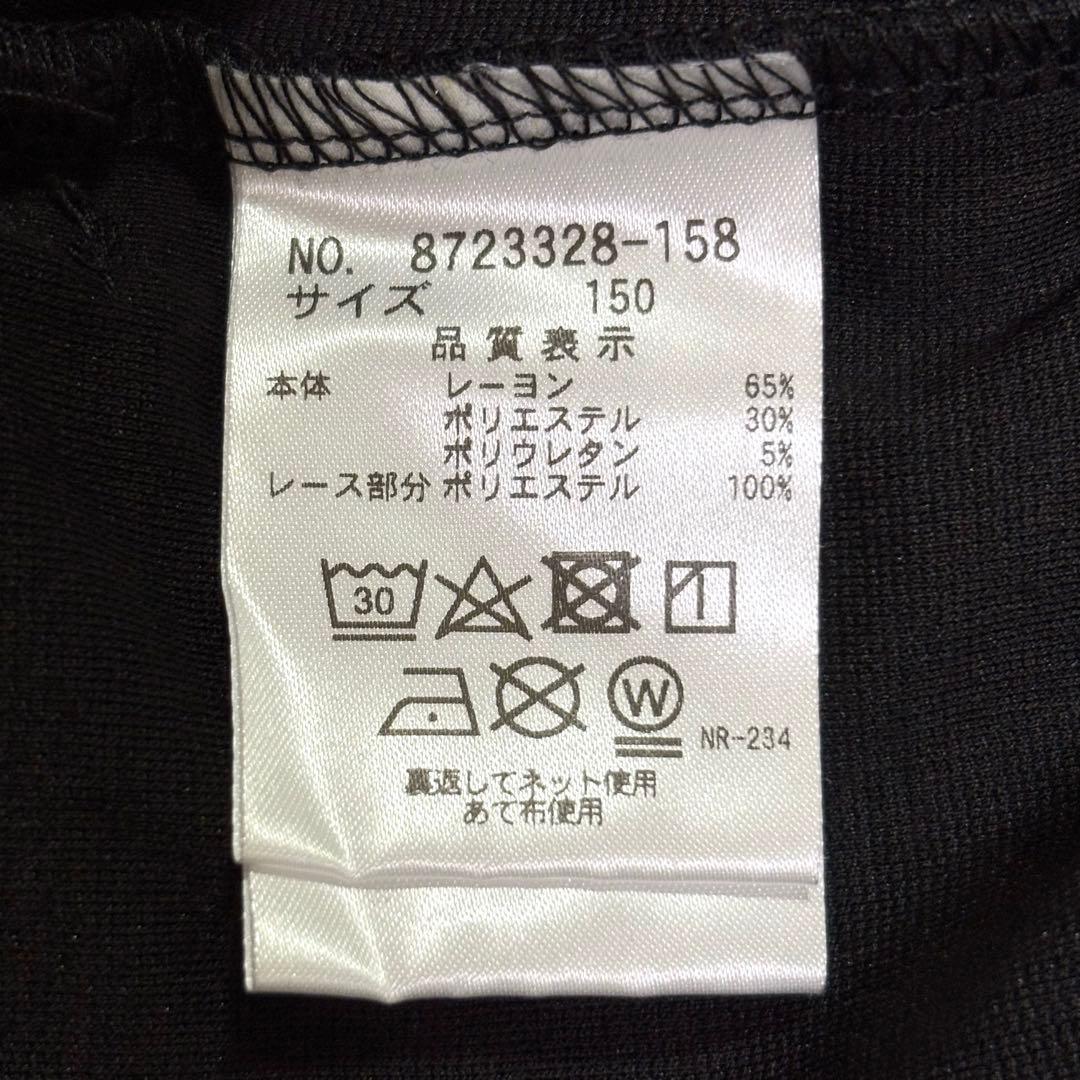 NO. 8723328-158
サイズ 150
品質表示
本体 レーヨン 65%
ポリエステル 30%
ポリウレタン 5%
レース部分 ポリエステル 100%
30
W NR-234
裏返してネット使用
あて布使用